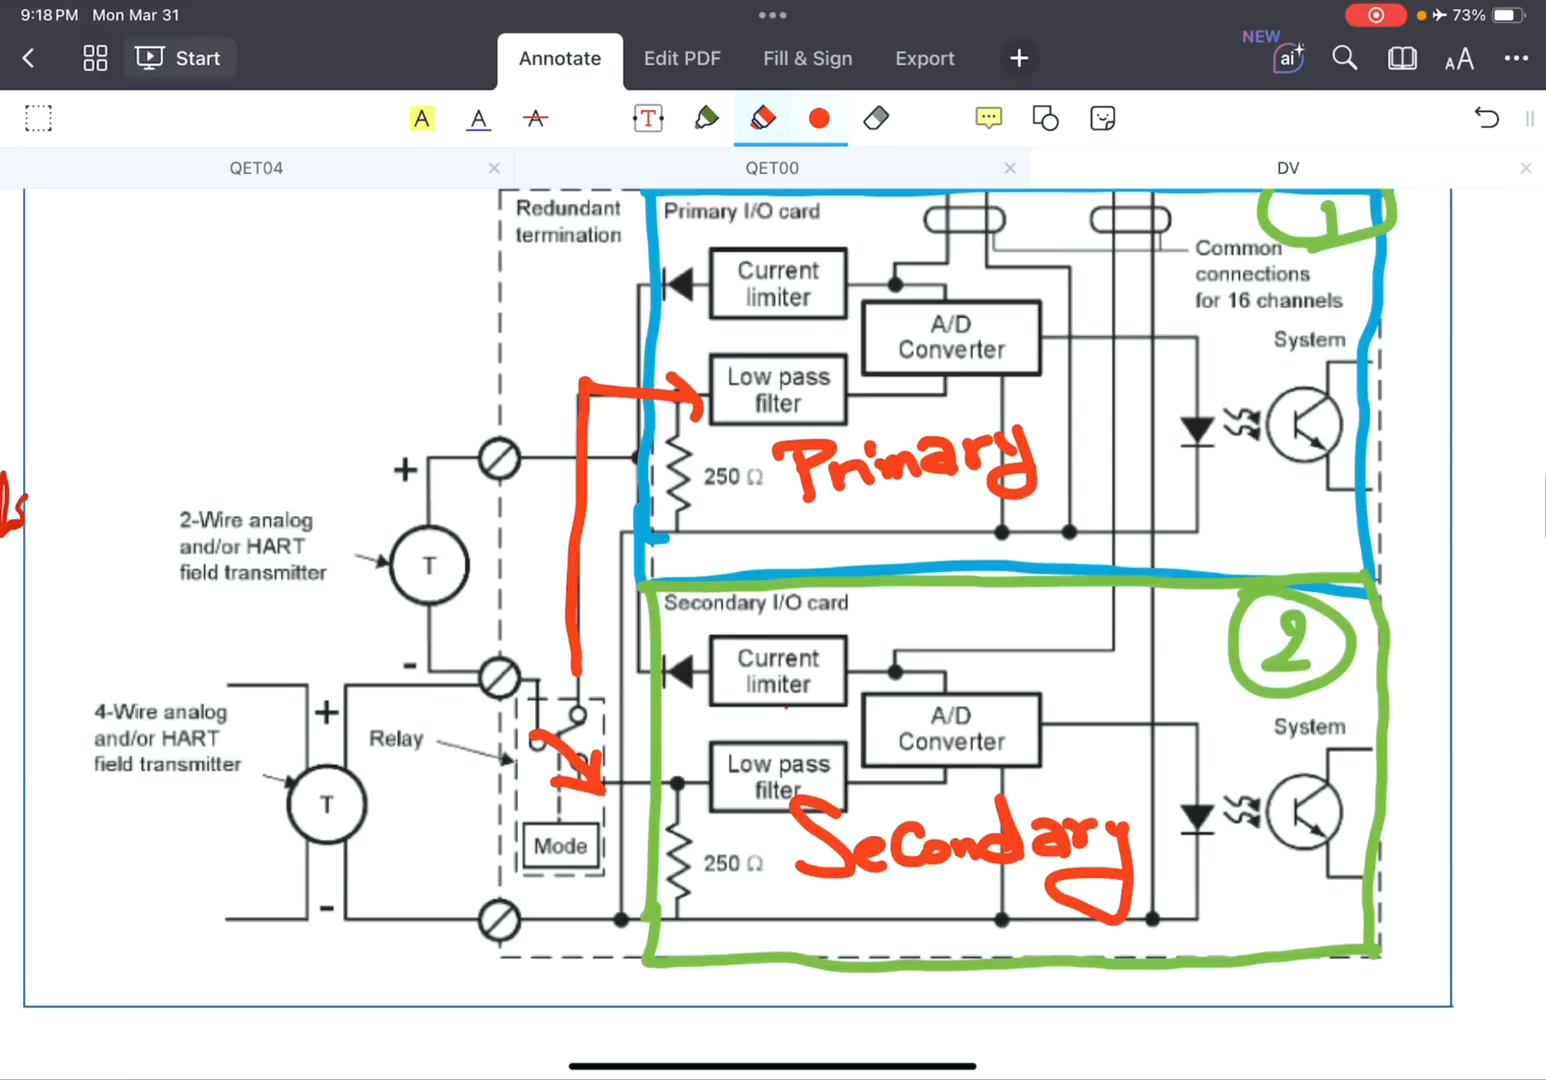 9:18 PM Mon Mar 31
73%
Start
Annotate
Edit PDF
Fill & Sign
Export
NEW
ai
AA
A
A
A
T
QET04
QET00
DV
Redundant
termination
Primary I/O card
1
Current
limiter
Common
connections
for 16 channels
A/D
Converter
System
Low pass
filter
Primary
250 Ω
+
2-Wire analog
and/or HART
field transmitter
T
-
Secondary I/O card
2
Current
limiter
4-Wire analog
and/or HART
field transmitter
+
Relay
A/D
Converter
System
Low pass
filter
T
Mode
250 Ω
Secondary
-